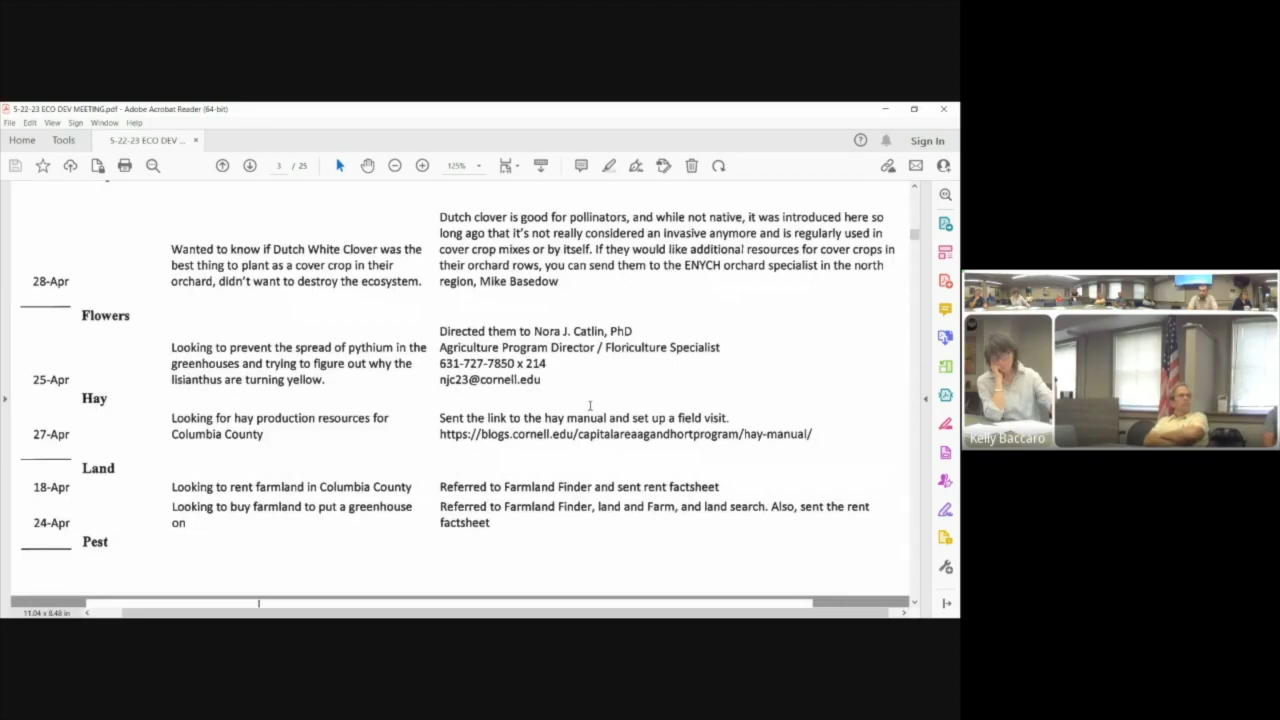 5-22-23 ECO DEV MEETING.pdf - Adobe Acrobat Reader (64-bit)
File Edit View Sign Window Help
Home Tools 5-22-23 ECO DEV ... × Sign In
3 / 25 125%
Dutch clover is good for pollinators, and while not native, it was introduced here so
long ago that it's not really considered an invasive anymore and is regularly used in
Wanted to know if Dutch White Clover was the cover crop mixes or by itself. If they would like additional resources for cover crops in
best thing to plant as a cover crop in their their orchard rows, you can send them to the ENYCH orchard specialist in the north
28-Apr orchard, didn't want to destroy the ecosystem. region, Mike Basedow
Flowers
Directed them to Nora J. Catlin, PhD
Looking to prevent the spread of pythium in the Agriculture Program Director / Floriculture Specialist
greenhouses and trying to figure out why the 631-727-7850 x 214
25-Apr lisianthus are turning yellow. njc23@cornell.edu
Hay
Looking for hay production resources for Sent the link to the hay manual and set up a field visit.
27-Apr Columbia County https://blogs.cornell.edu/capitalareaagandhortprogram/hay-manual/
Land
18-Apr Looking to rent farmland in Columbia County Referred to Farmland Finder and sent rent factsheet
Looking to buy farmland to put a greenhouse Referred to Farmland Finder, land and Farm, and land search. Also, sent the rent
24-Apr on factsheet
Pest
11.04 x 8.48 in
Kelly Baccaro